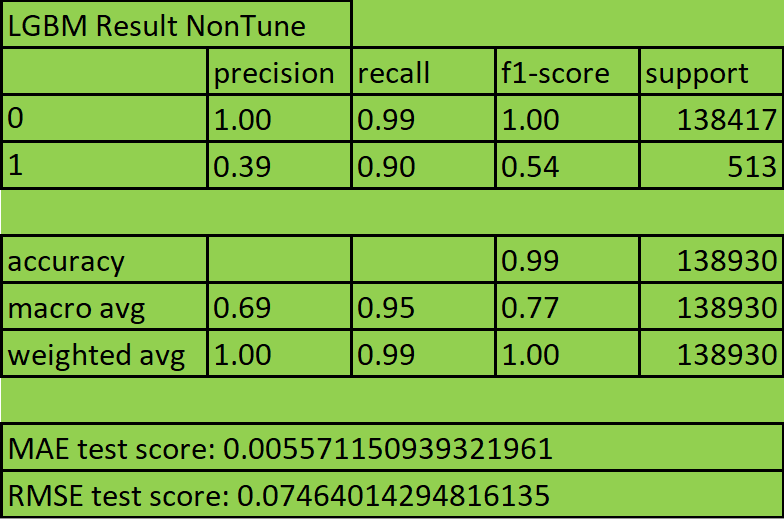 LGBM Result NonTune
precision recall f1-score support
0 1.00 0.99 1.00 138417
1 0.39 0.90 0.54 513
accuracy 0.99 138930
macro avg 0.69 0.95 0.77 138930
weighted avg 1.00 0.99 1.00 138930
MAE test score: 0.005571150939321961
RMSE test score: 0.07464014294816135